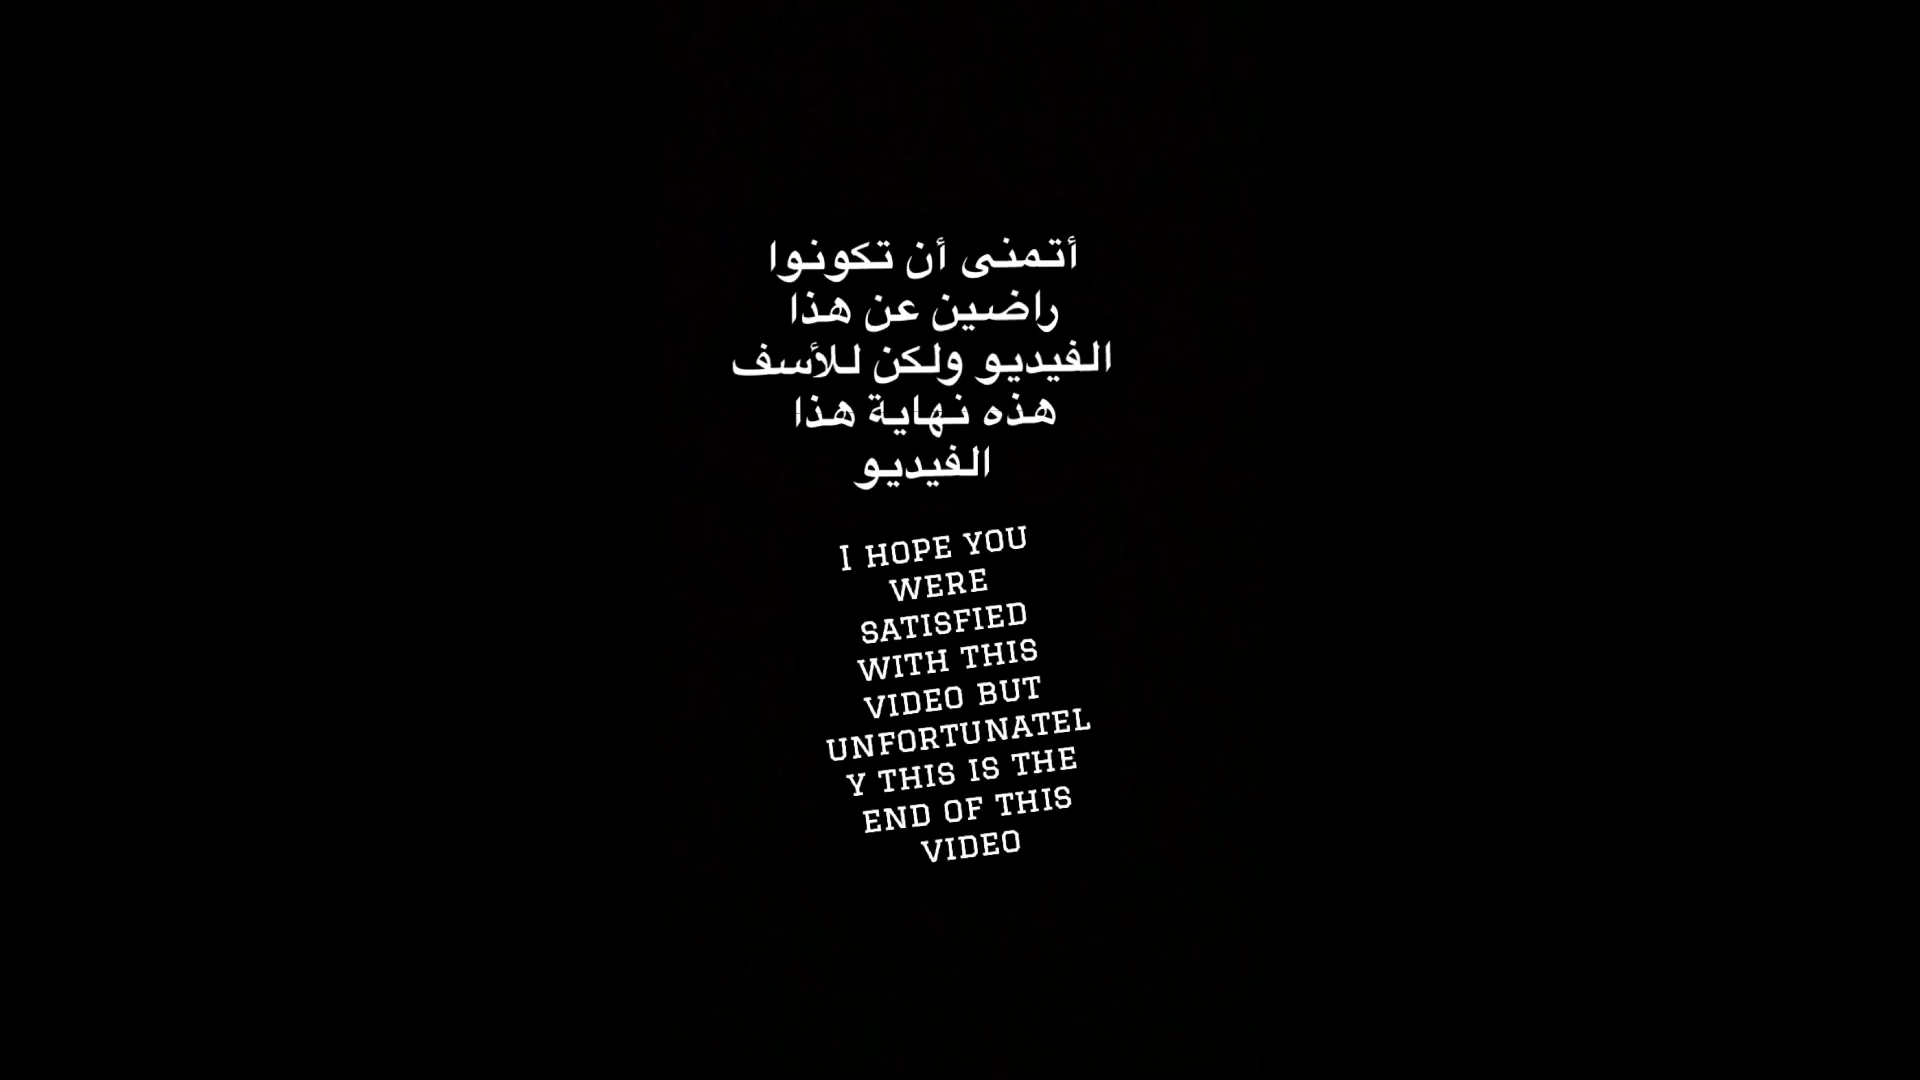 أتمنى أن تكونوا
راضين عن هذا
الفيديو ولكن للأسف
هذه نهاية هذا
الفيديو
I HOPE YOU
WERE
SATISFIED
WITH THIS
VIDEO BUT
UNFORTUNATEL
Y THIS IS THE
END OF THIS
VIDEO